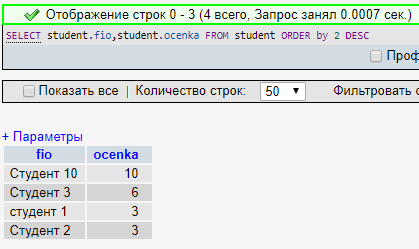 Отображение строк 0 - 3 (4 всего, Запрос занял 0.0007 сек.)
SELECT student.fio,student.ocenka FROM student ORDER by 2 DESC
Проф
Показать все | Количество строк: 50 Фильтровать с
+ Параметры
fio ocenka
Студент 10 10
Студент 3 6
студент 1 3
Студент 2 3